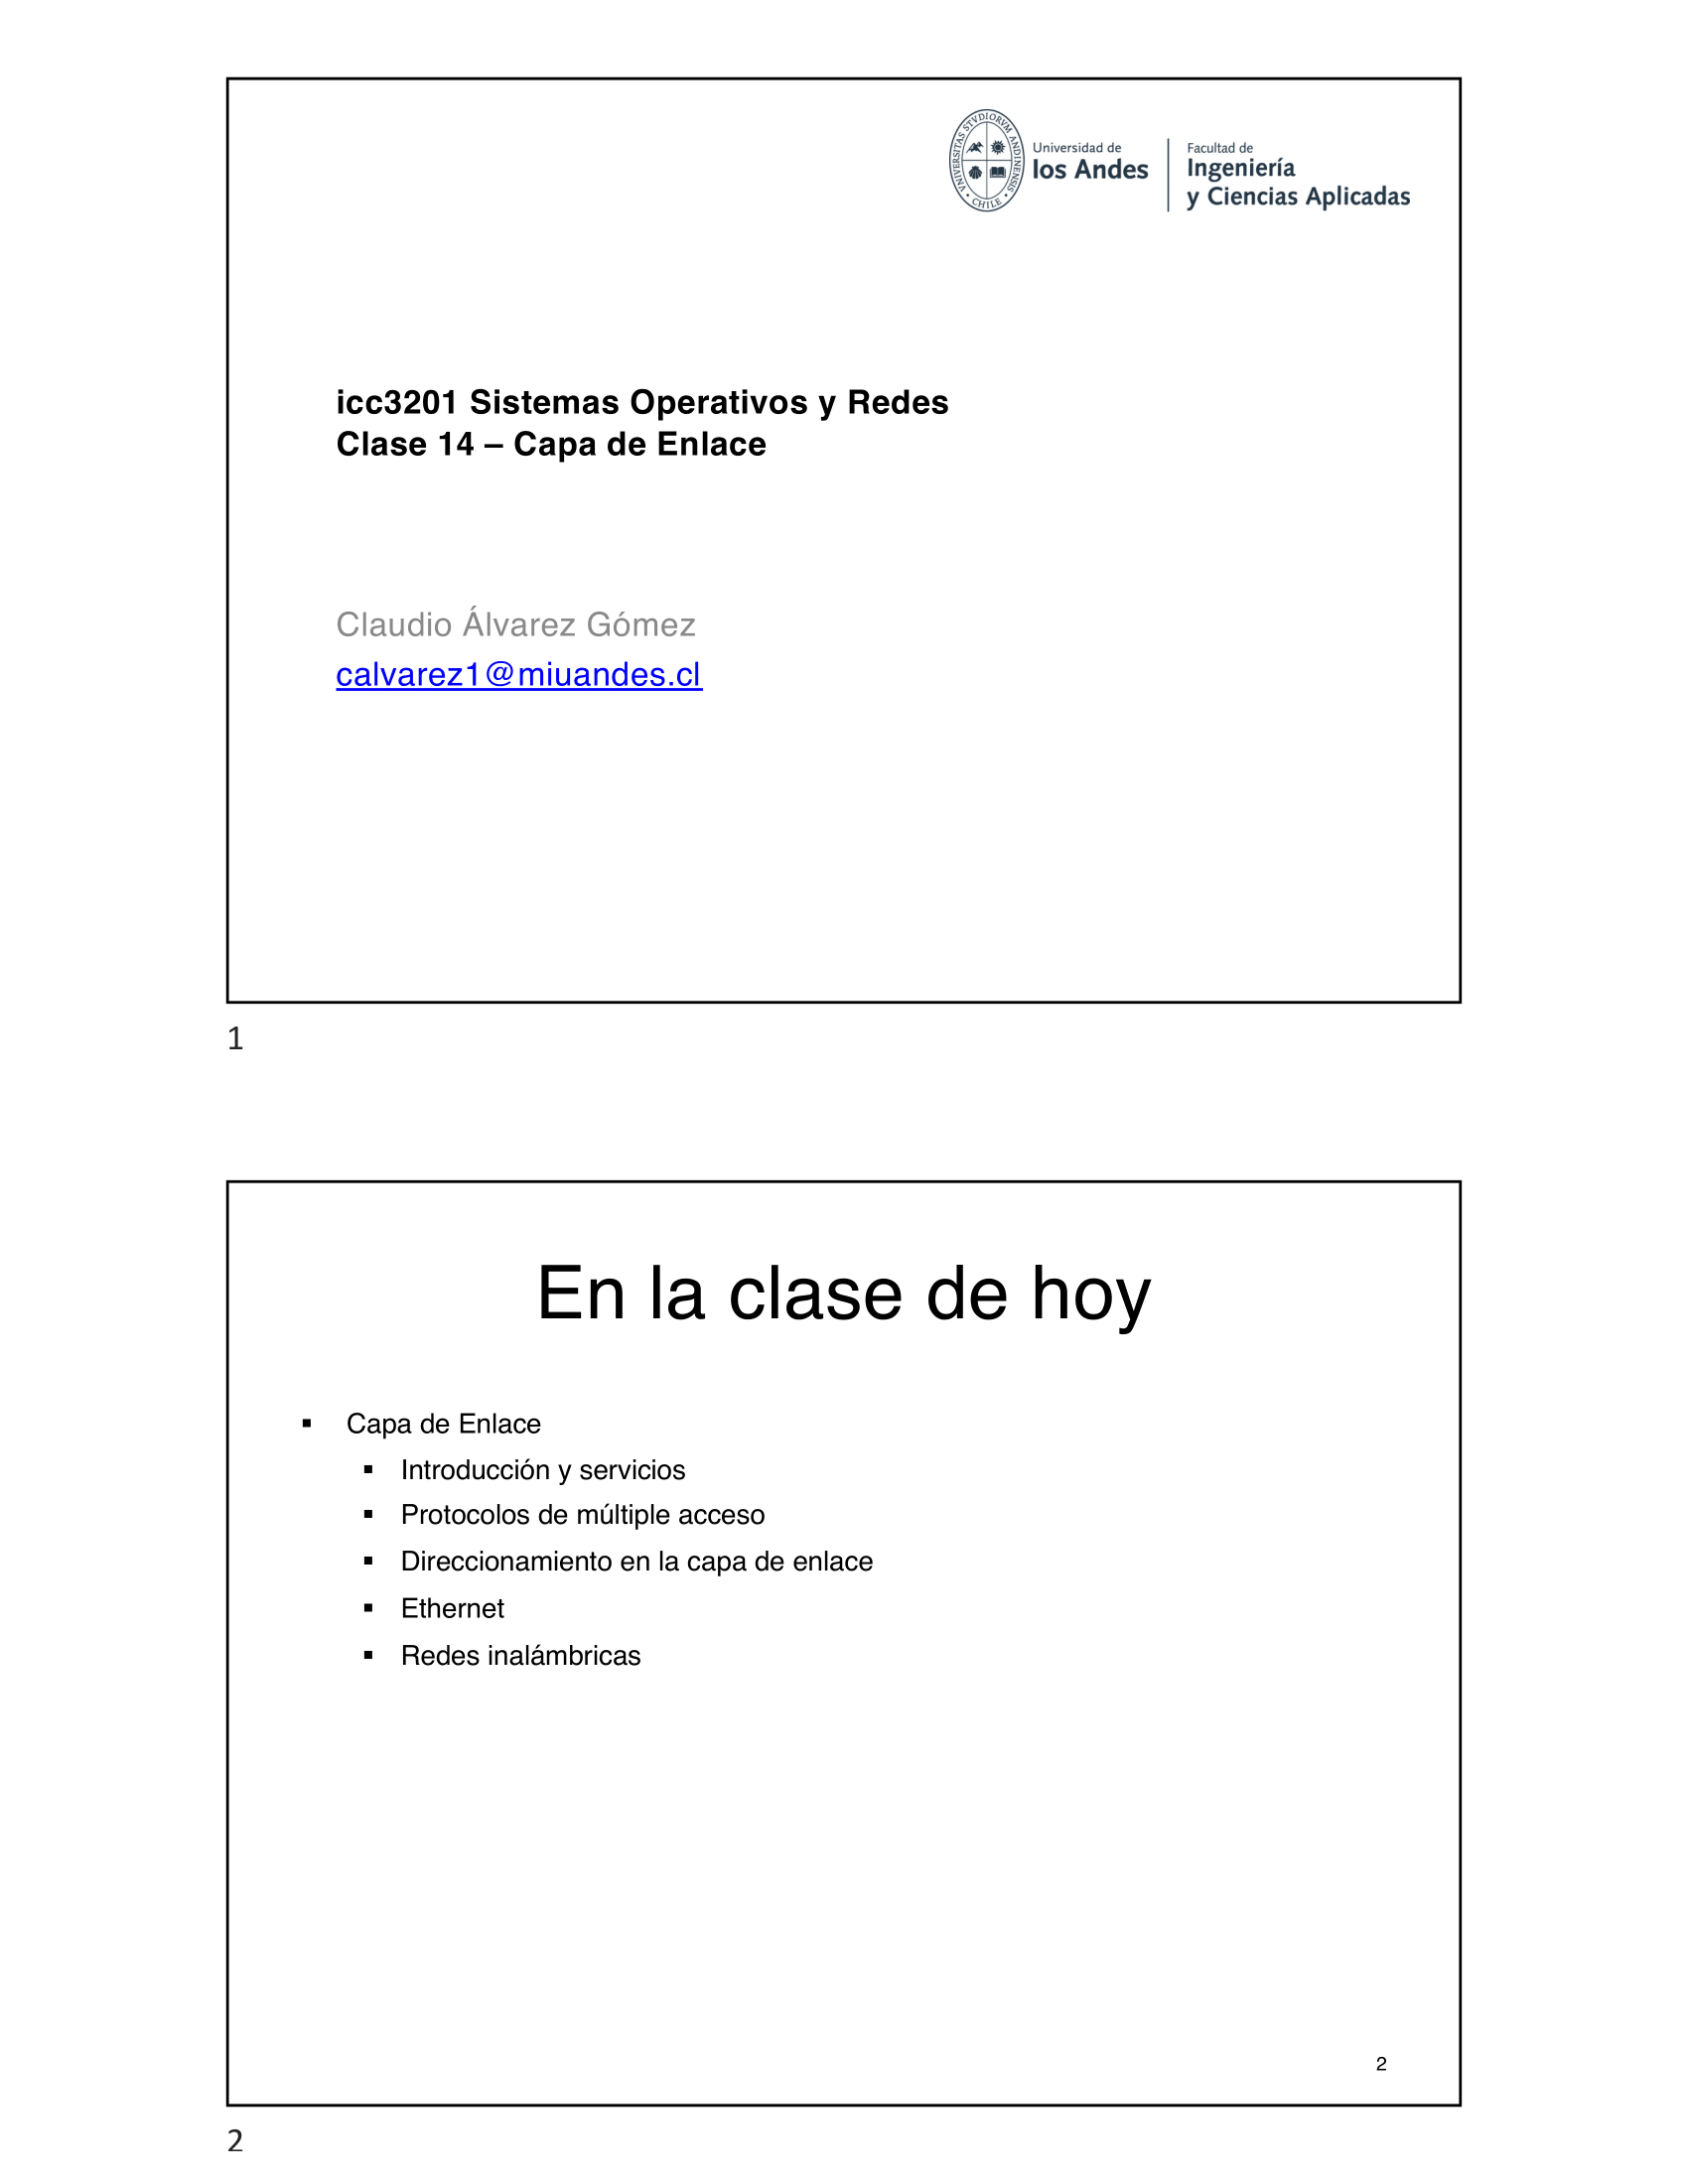 VNIVERSITAS STVDIORVM ANDINENSIS • CHILE •
Universidad de
los Andes
Facultad de
Ingeniería
y Ciencias Aplicadas
icc3201 Sistemas Operativos y Redes
Clase 14 – Capa de Enlace
Claudio Álvarez Gómez
calvarez1@miuandes.cl
1
En la clase de hoy
▪ Capa de Enlace
▪ Introducción y servicios
▪ Protocolos de múltiple acceso
▪ Direccionamiento en la capa de enlace
▪ Ethernet
▪ Redes inalámbricas
2
2